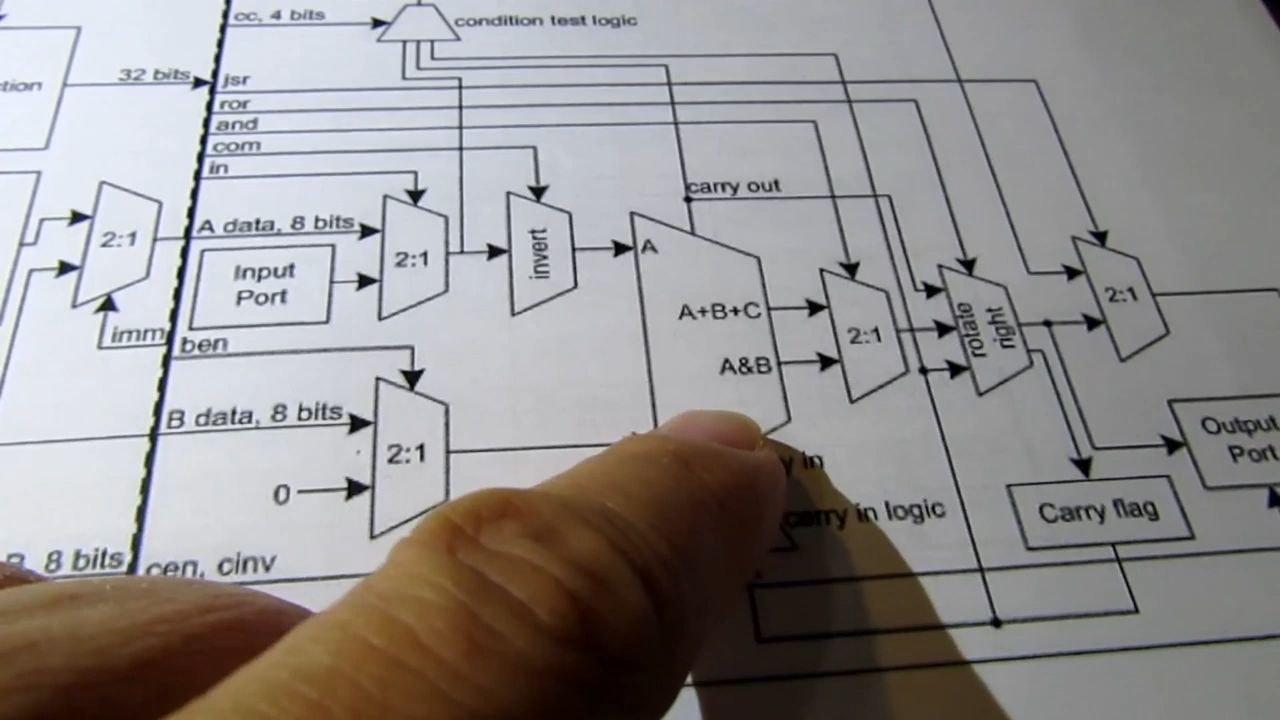 cc, 4 bits
condition test logic
ction
32 bits
jsr
ror
and
com
in
carry out
2:1
A data, 8 bits
2:1
invert
A
Input
Port
A+B+C
2:1
rotate
right
2:1
imm
ben
A&B
B data, 8 bits
2:1
0
Output
Port
y in
carry in logic
Carry flag
B, 8 bits
cen, cinv